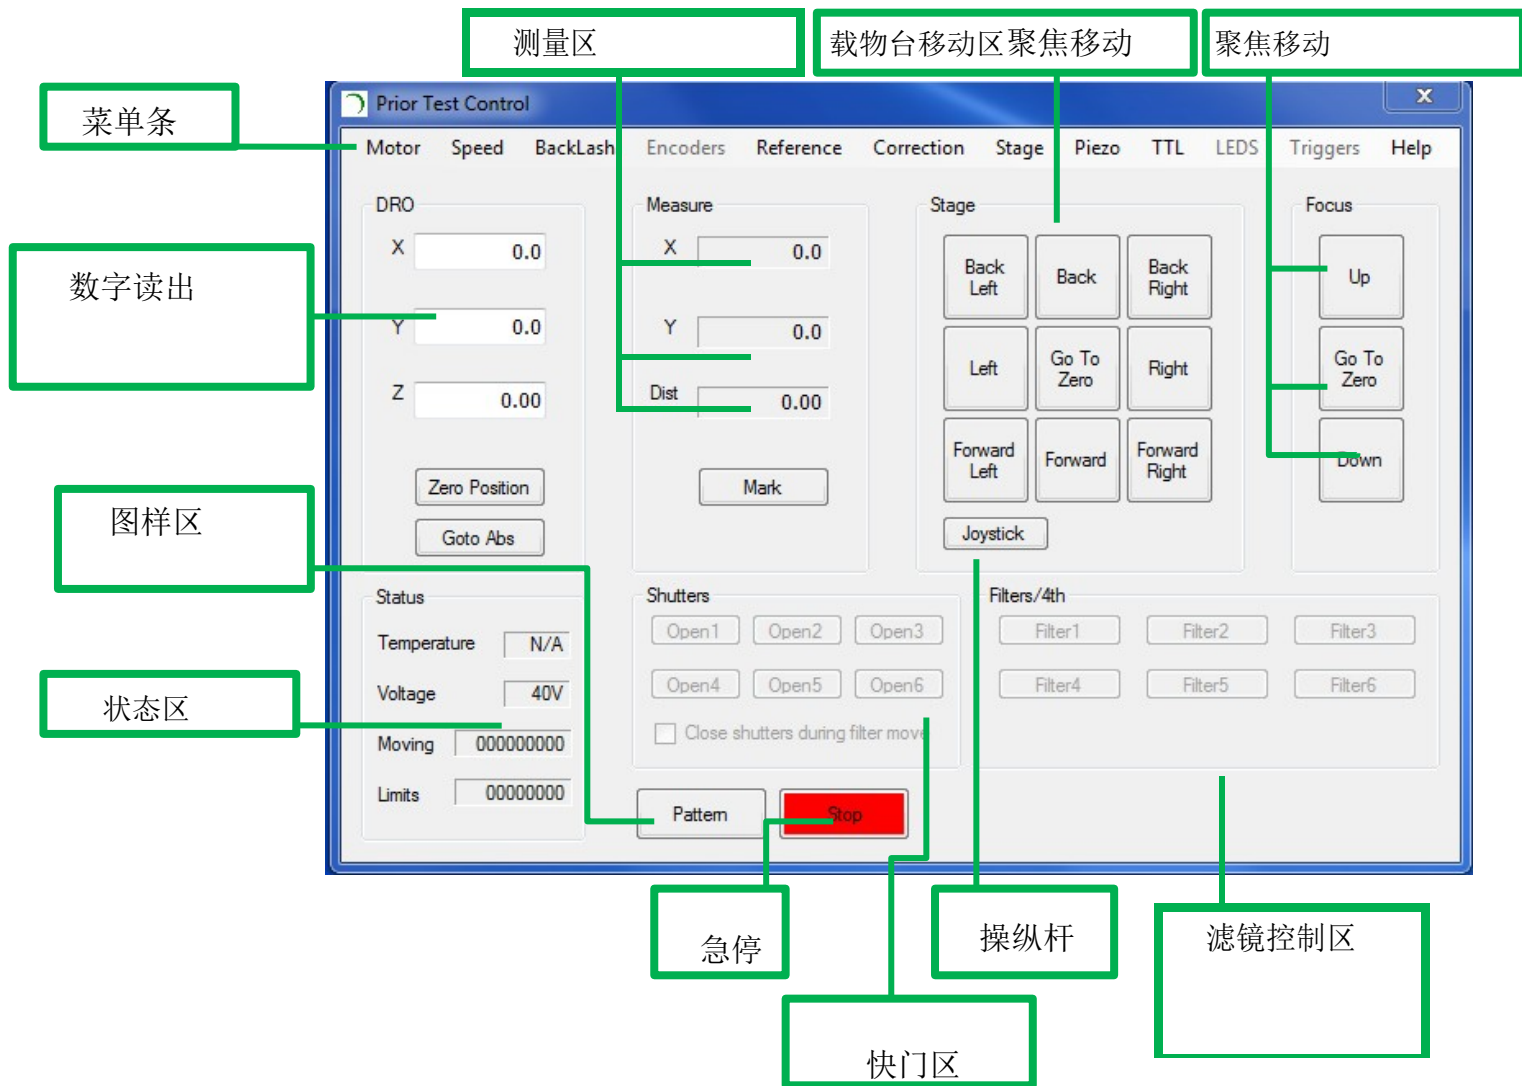 测量区
载物台移动区聚焦移动
聚焦移动
菜单条
Prior Test Control
x
Motor Speed BackLash Encoders Reference Correction Stage Piezo TTL LEDS Triggers Help
DRO
X 0.0
Y 0.0
Z 0.00
Zero Position
Goto Abs
数字读出
Measure
X 0.0
Y 0.0
Dist 0.00
Mark
Stage
Back
Left
Back
Back
Right
Left
Go To
Zero
Right
Forward
Left
Forward
Forward
Right
Joystick
Focus
Up
Go To
Zero
Down
图样区
Status
Temperature N/A
Voltage 40V
Moving 000000000
Limits 00000000
状态区
Shutters
Open1 Open2 Open3
Open4 Open5 Open6
Close shutters during filter move
Filters/4th
Filter1 Filter2 Filter3
Filter4 Filter5 Filter6
Pattern
Stop
急停
操纵杆
滤镜控制区
快门区